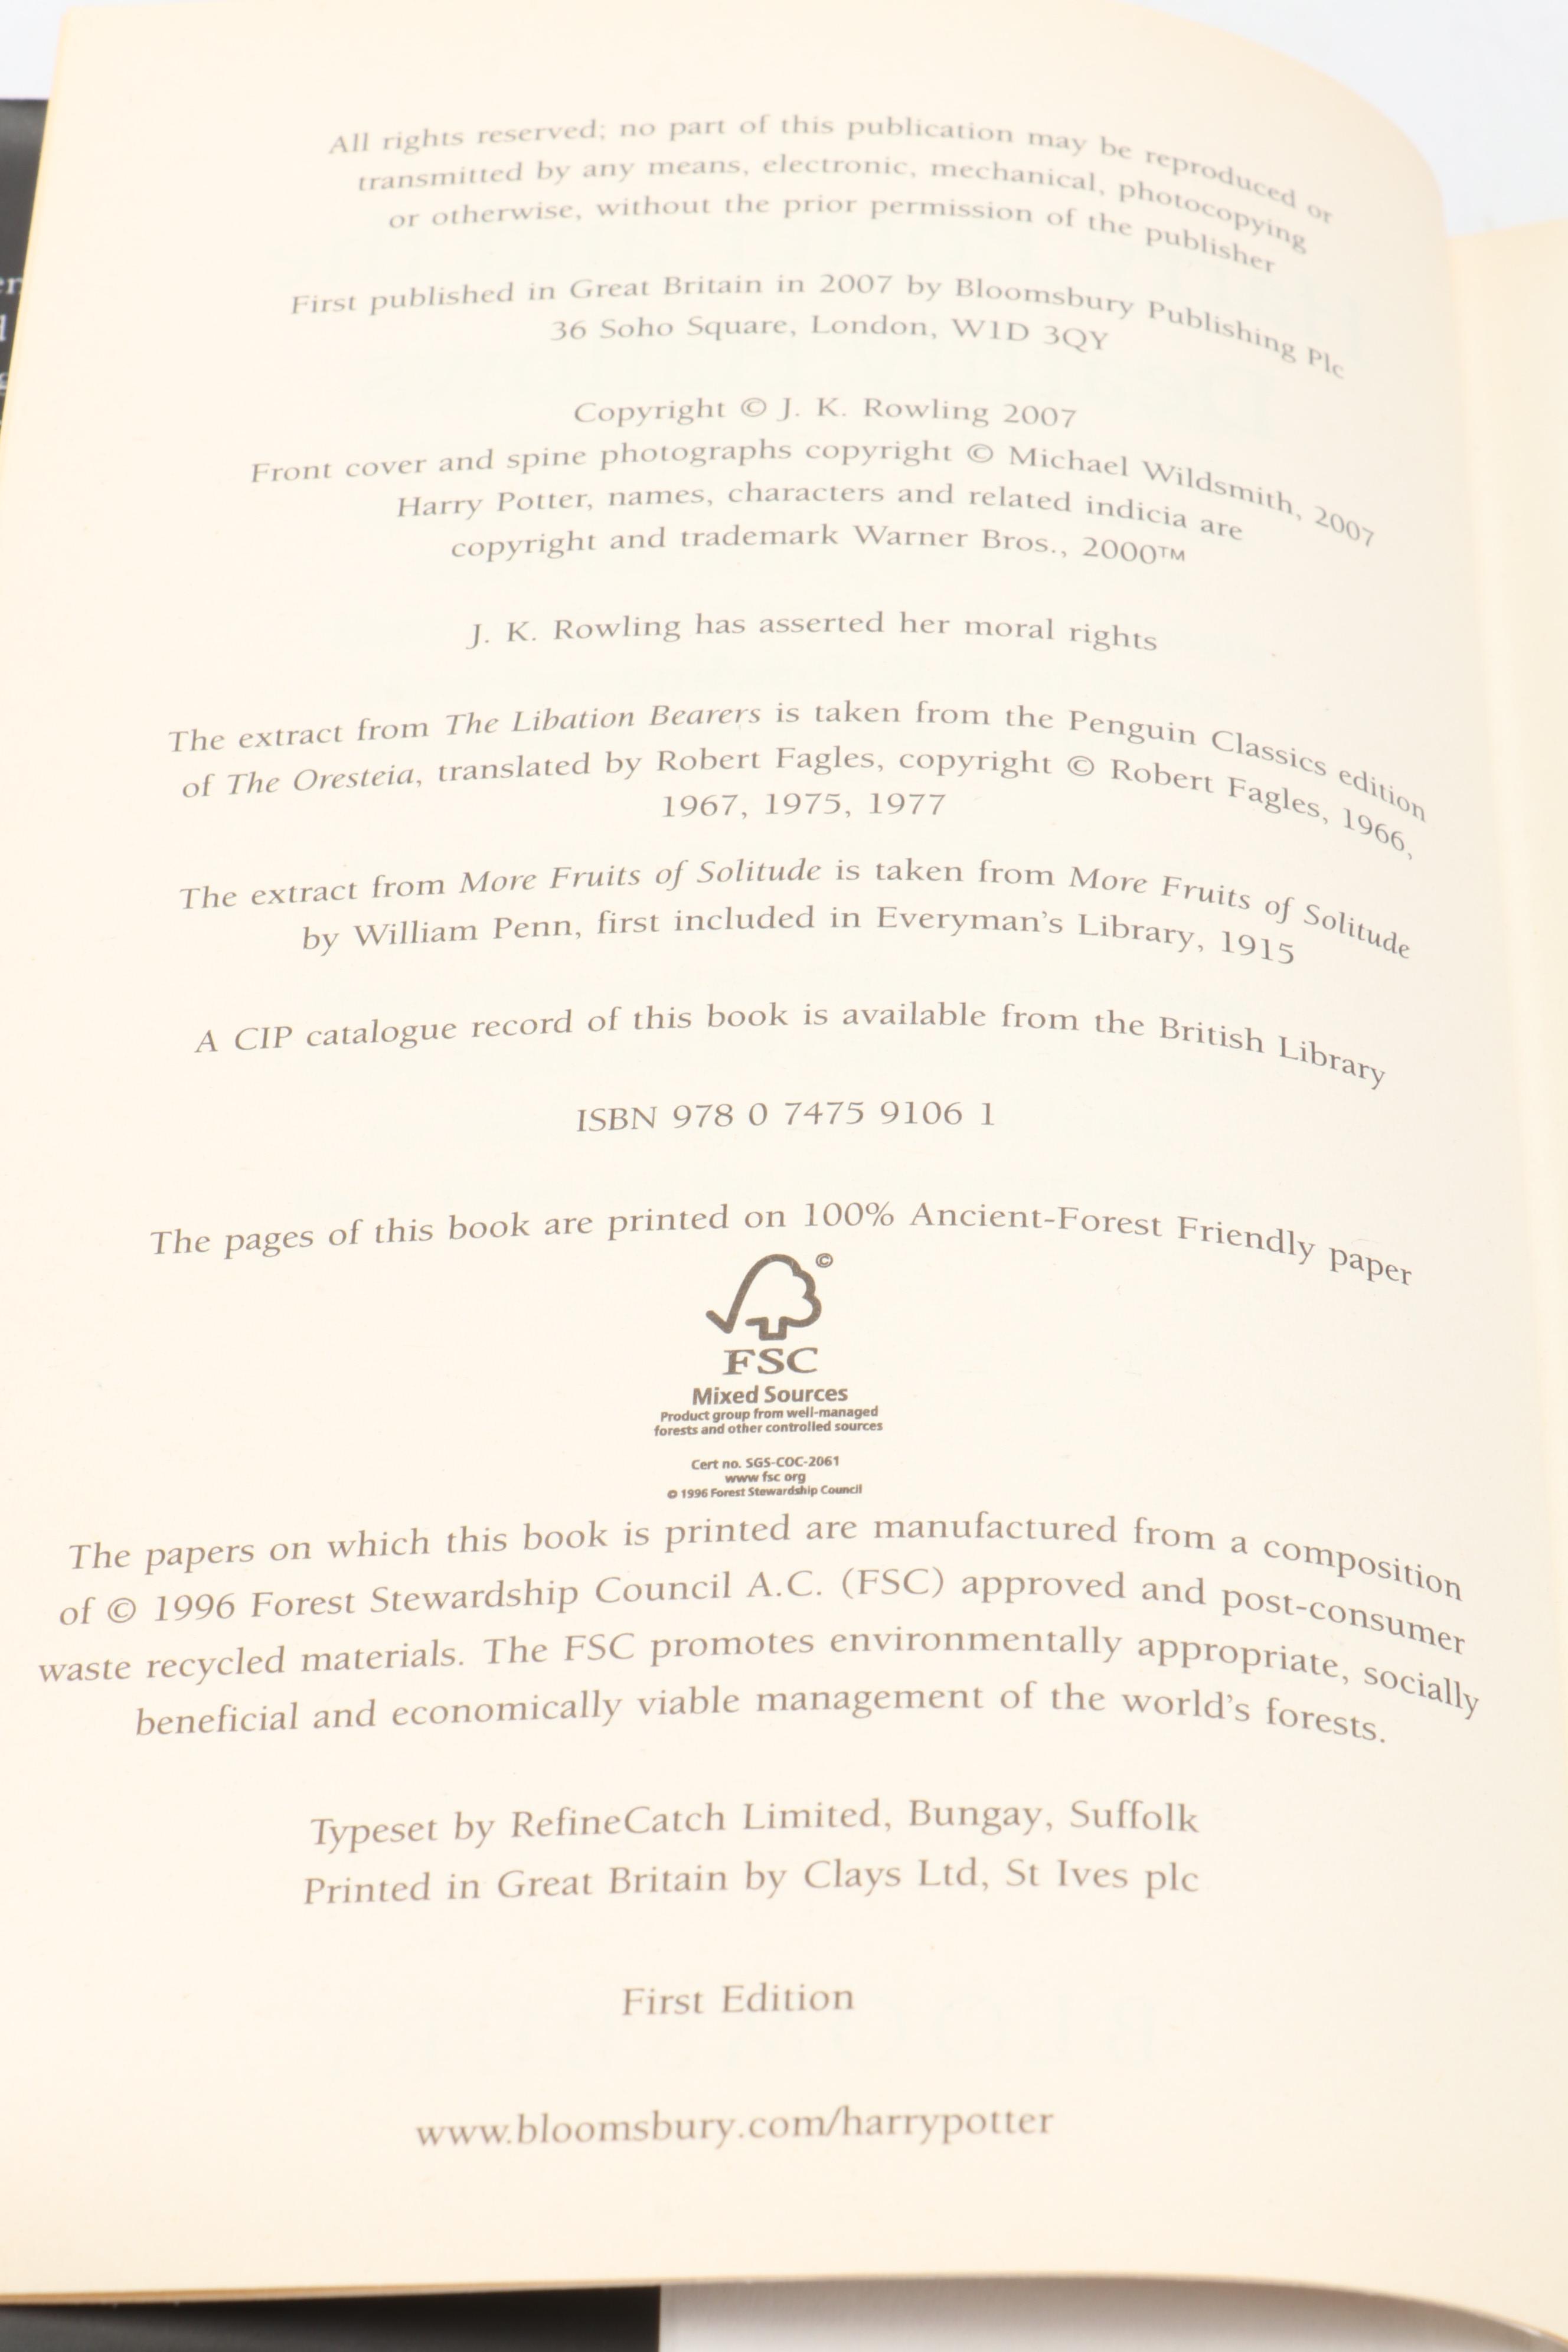 All rights reserved; no part of this publication may be reproduced or
transmitted by any means, electronic, mechanical, photocopying
or otherwise, without the prior permission of the publisher
First published in Great Britain in 2007 by Bloomsbury Publishing Plc
36 Soho Square, London, W1D 3QY
Copyright © J. K. Rowling 2007
Front cover and spine photographs copyright © Michael Wildsmith, 2007
Harry Potter, names, characters and related indicia are
copyright and trademark Warner Bros., 2000™
J. K. Rowling has asserted her moral rights
The extract from The Libation Bearers is taken from the Penguin Classics edition
of The Oresteia, translated by Robert Fagles, copyright © Robert Fagles, 1966,
1967, 1975, 1977
The extract from More Fruits of Solitude is taken from More Fruits of Solitude
by William Penn, first included in Everyman's Library, 1915
A CIP catalogue record of this book is available from the British Library
ISBN 978 0 7475 9106 1
The pages of this book are printed on 100% Ancient-Forest Friendly paper
©
FSC
Mixed Sources
Product group from well-managed
forests and other controlled sources
Cert no. SGS-COC-2061
www fsc org
© 1996 Forest Stewardship Council
The papers on which this book is printed are manufactured from a composition
of © 1996 Forest Stewardship Council A.C. (FSC) approved and post-consumer
waste recycled materials. The FSC promotes environmentally appropriate, socially
beneficial and economically viable management of the world's forests.
Typeset by RefineCatch Limited, Bungay, Suffolk
Printed in Great Britain by Clays Ltd, St Ives plc
First Edition
www.bloomsbury.com/harrypotter